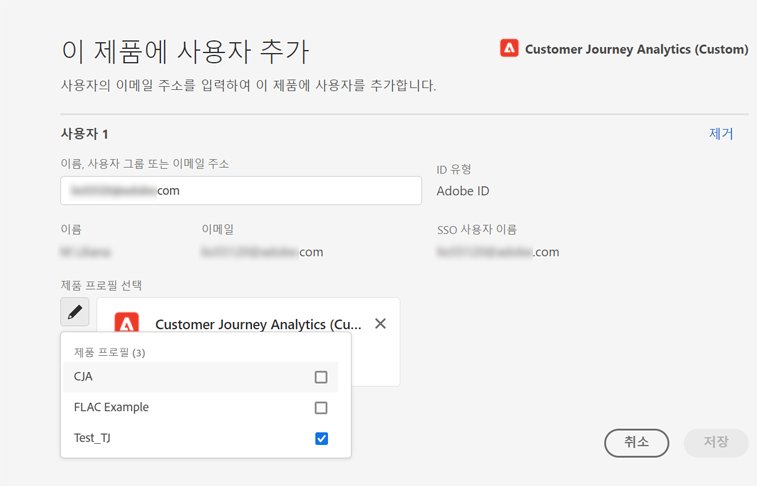 이 제품에 사용자 추가
Customer Journey Analytics (Custom)
사용자의 이메일 주소를 입력하여 이 제품에 사용자를 추가합니다.
사용자 1
제거
이름, 사용자 그룹 또는 이메일 주소
ID 유형
com
Adobe ID
이름
이메일
SSO 사용자 이름
com
.com
제품 프로필 선택
Customer Journey Analytics (Cu...
제품 프로필 (3)
CJA
FLAC Example
Test_TJ
취소
저장